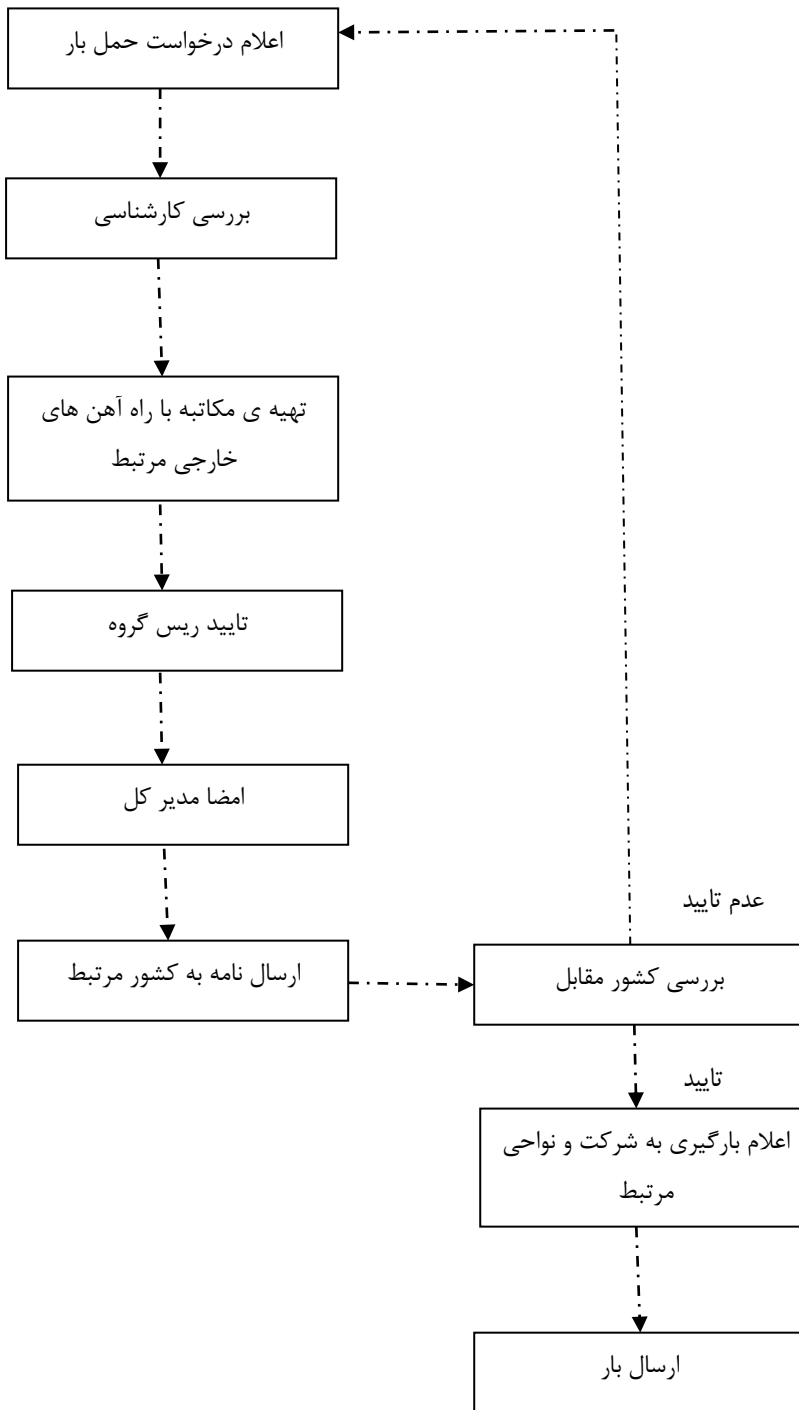 اعلام درخواست حمل بار
بررسی کارشناسی
تهیه ی مکاتبه با راه آهن های
خارجی مرتبط
تایید ریس گروه
امضا مدیر کل
ارسال نامه به کشور مرتبط
عدم تایید
بررسی کشور مقابل
تایید
اعلام بارگیری به شرکت و نواحی
مرتبط
ارسال بار